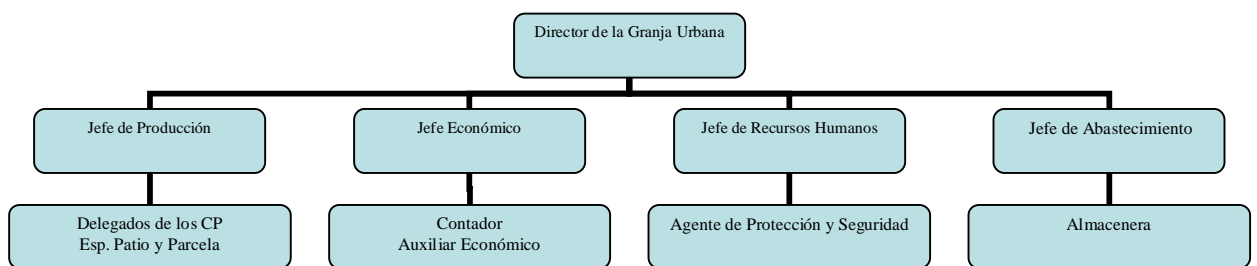 Director de la Granja Urbana
Jefe de Producción
Jefe Económico
Jefe de Recursos Humanos
Jefe de Abastecimiento
Delegados de los CP
Esp. Patio y Parcela
Contador
Auxiliar Económico
Agente de Protección y Seguridad
Almacenera